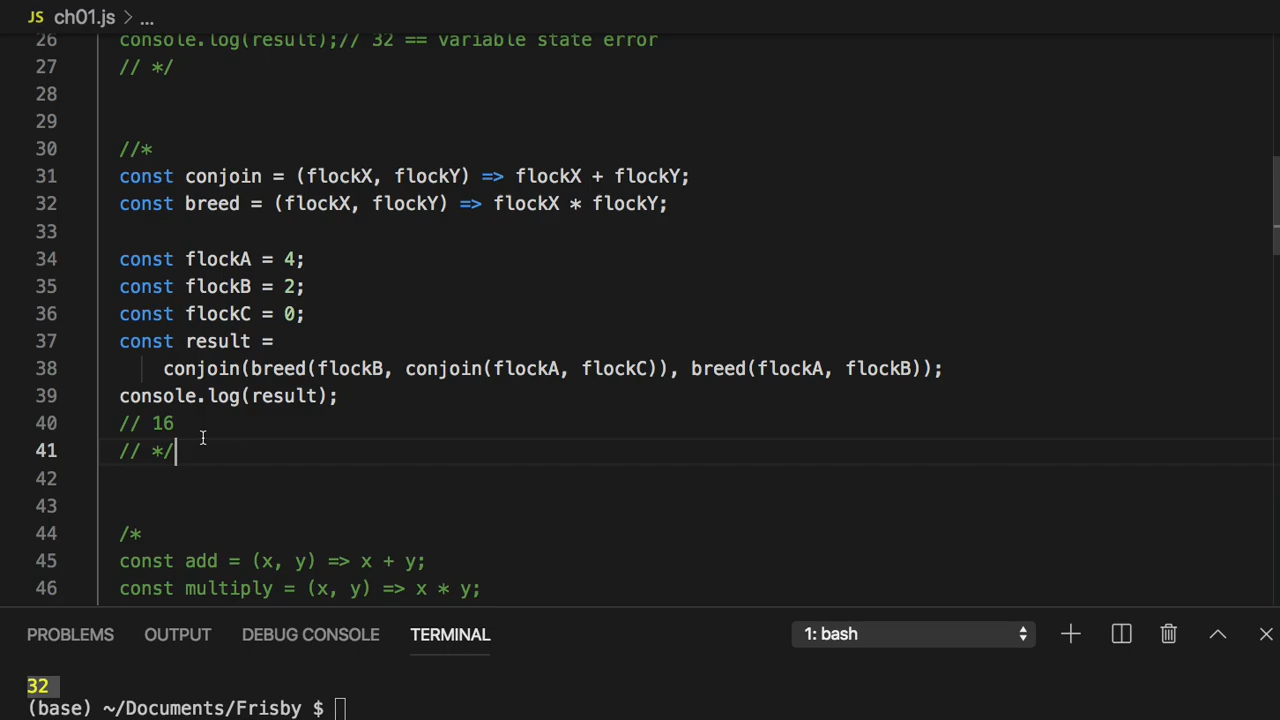 JS ch01.js > ...
26 console.log(result);// 32 == variable state error
27 // */
28
29
30 //*
31 const conjoin = (flockX, flockY) => flockX + flockY;
32 const breed = (flockX, flockY) => flockX * flockY;
33
34 const flockA = 4;
35 const flockB = 2;
36 const flockC = 0;
37 const result =
38 conjoin(breed(flockB, conjoin(flockA, flockC)), breed(flockA, flockB));
39 console.log(result);
40 // 16
41 // */
42
43
44 /*
45 const add = (x, y) => x + y;
46 const multiply = (x, y) => x * y;
PROBLEMS OUTPUT DEBUG CONSOLE TERMINAL 1: bash
32
(base) ~/Documents/Frisby $